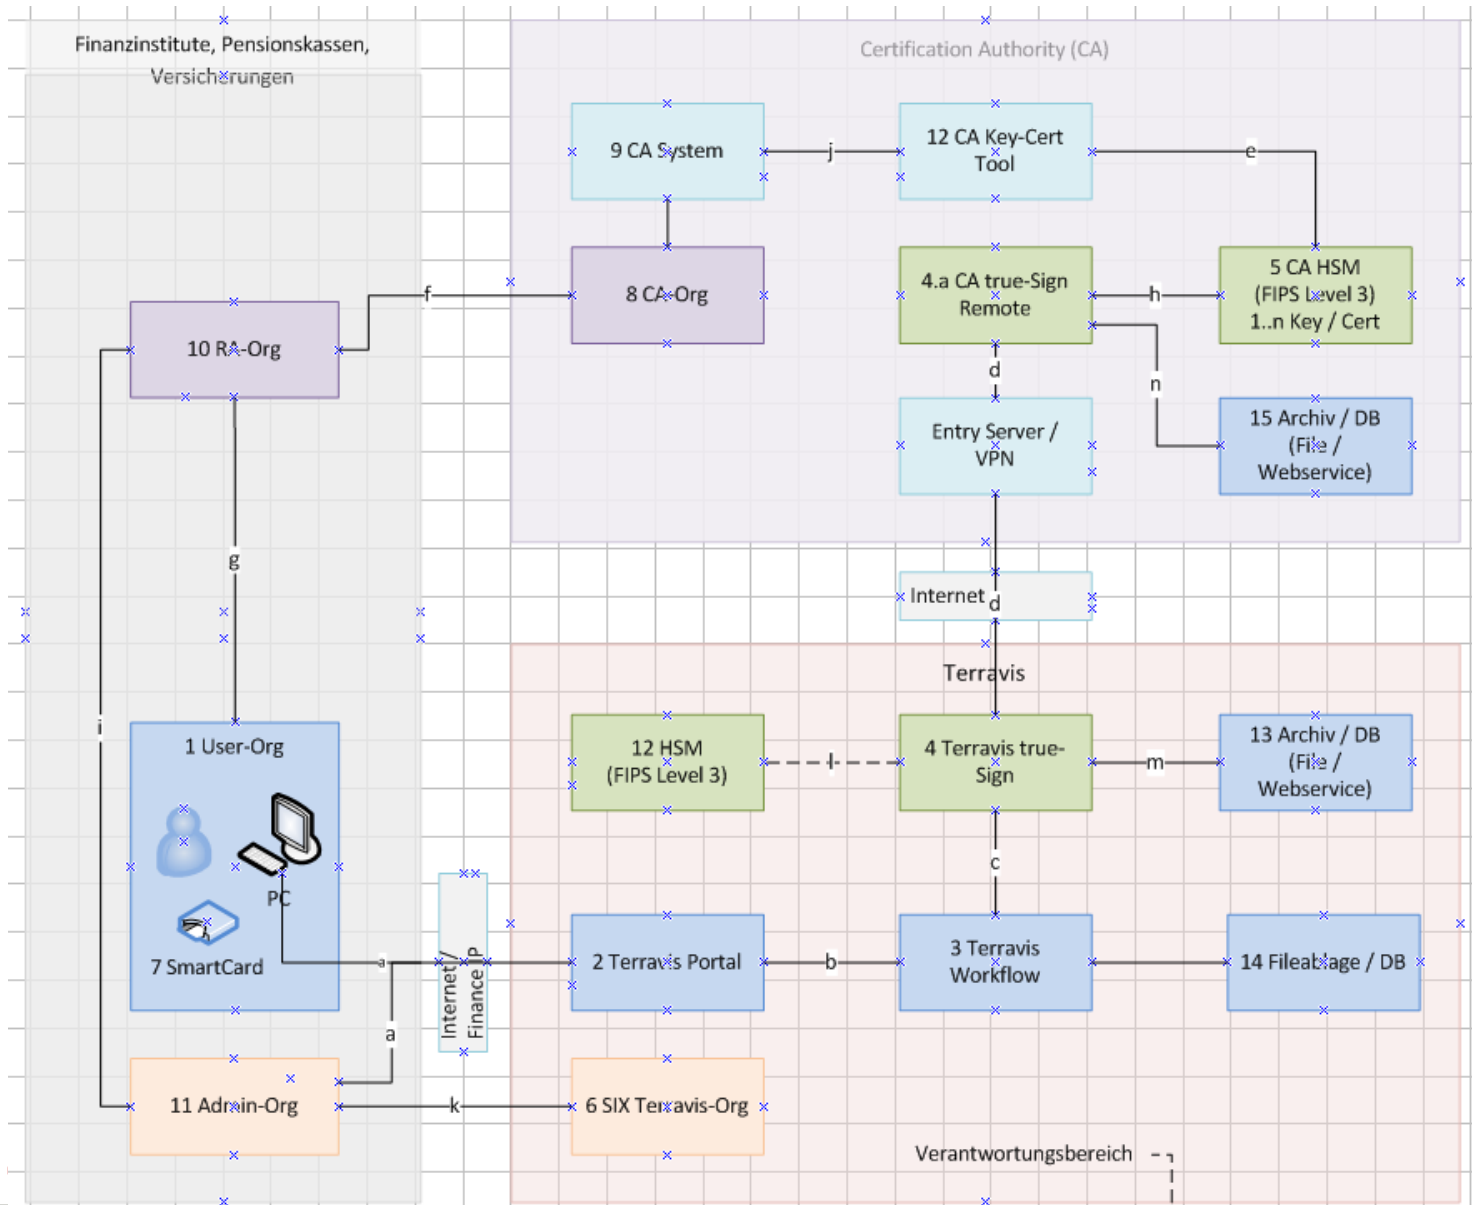 Finanzinstitute, Pensionskassen,
Versicherungen
Certification Authority (CA)
9 CA System
j
12 CA Key-Cert
Tool
e
10 RA-Org
f
8 CA-Org
4.a CA true-Sign
Remote
h
5 CA HSM
(FIPS Level 3)
1..n Key / Cert
d
n
Entry Server /
VPN
15 Archiv / DB
(File /
Webservice)
g
i
Internet
d
Terravis
1 User-Org
PC
7 SmartCard
12 HSM
(FIPS Level 3)
l
4 Terravis true-
Sign
m
13 Archiv / DB
(File /
Webservice)
c
a
a
Internet /
Finance IP
2 Terravis Portal
b
3 Terravis
Workflow
14 Fileablage / DB
11 Admin-Org
k
6 SIX Terravis-Org
Verantwortungsbereich